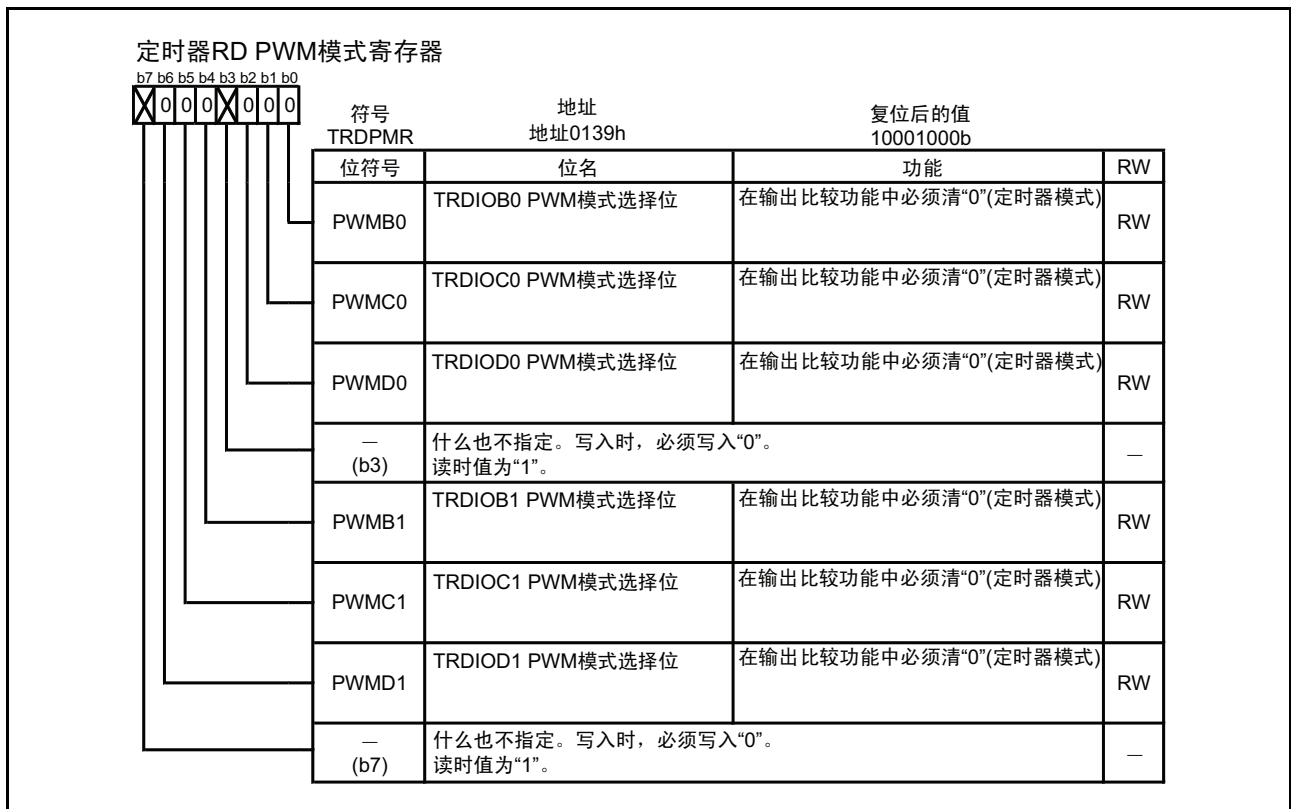 定时器RD PWM模式寄存器
b7 b6 b5 b4 b3 b2 b1 b0
0 0 0 0 0 0
符号 地址 复位后的值
TRDPMR 地址0139h 10001000b
位符号 位名 功能 RW
PWMB0 TRDIOB0 PWM模式选择位 在输出比较功能中必须清“0”(定时器模式) RW
PWMC0 TRDIOC0 PWM模式选择位 在输出比较功能中必须清“0”(定时器模式) RW
PWMD0 TRDIOD0 PWM模式选择位 在输出比较功能中必须清“0”(定时器模式) RW
— 什么也不指定。写入时，必须写入“0”。 —
(b3) 读时值为“1”。
PWMB1 TRDIOB1 PWM模式选择位 在输出比较功能中必须清“0”(定时器模式) RW
PWMC1 TRDIOC1 PWM模式选择位 在输出比较功能中必须清“0”(定时器模式) RW
PWMD1 TRDIOD1 PWM模式选择位 在输出比较功能中必须清“0”(定时器模式) RW
— 什么也不指定。写入时，必须写入“0”。 —
(b7) 读时值为“1”。